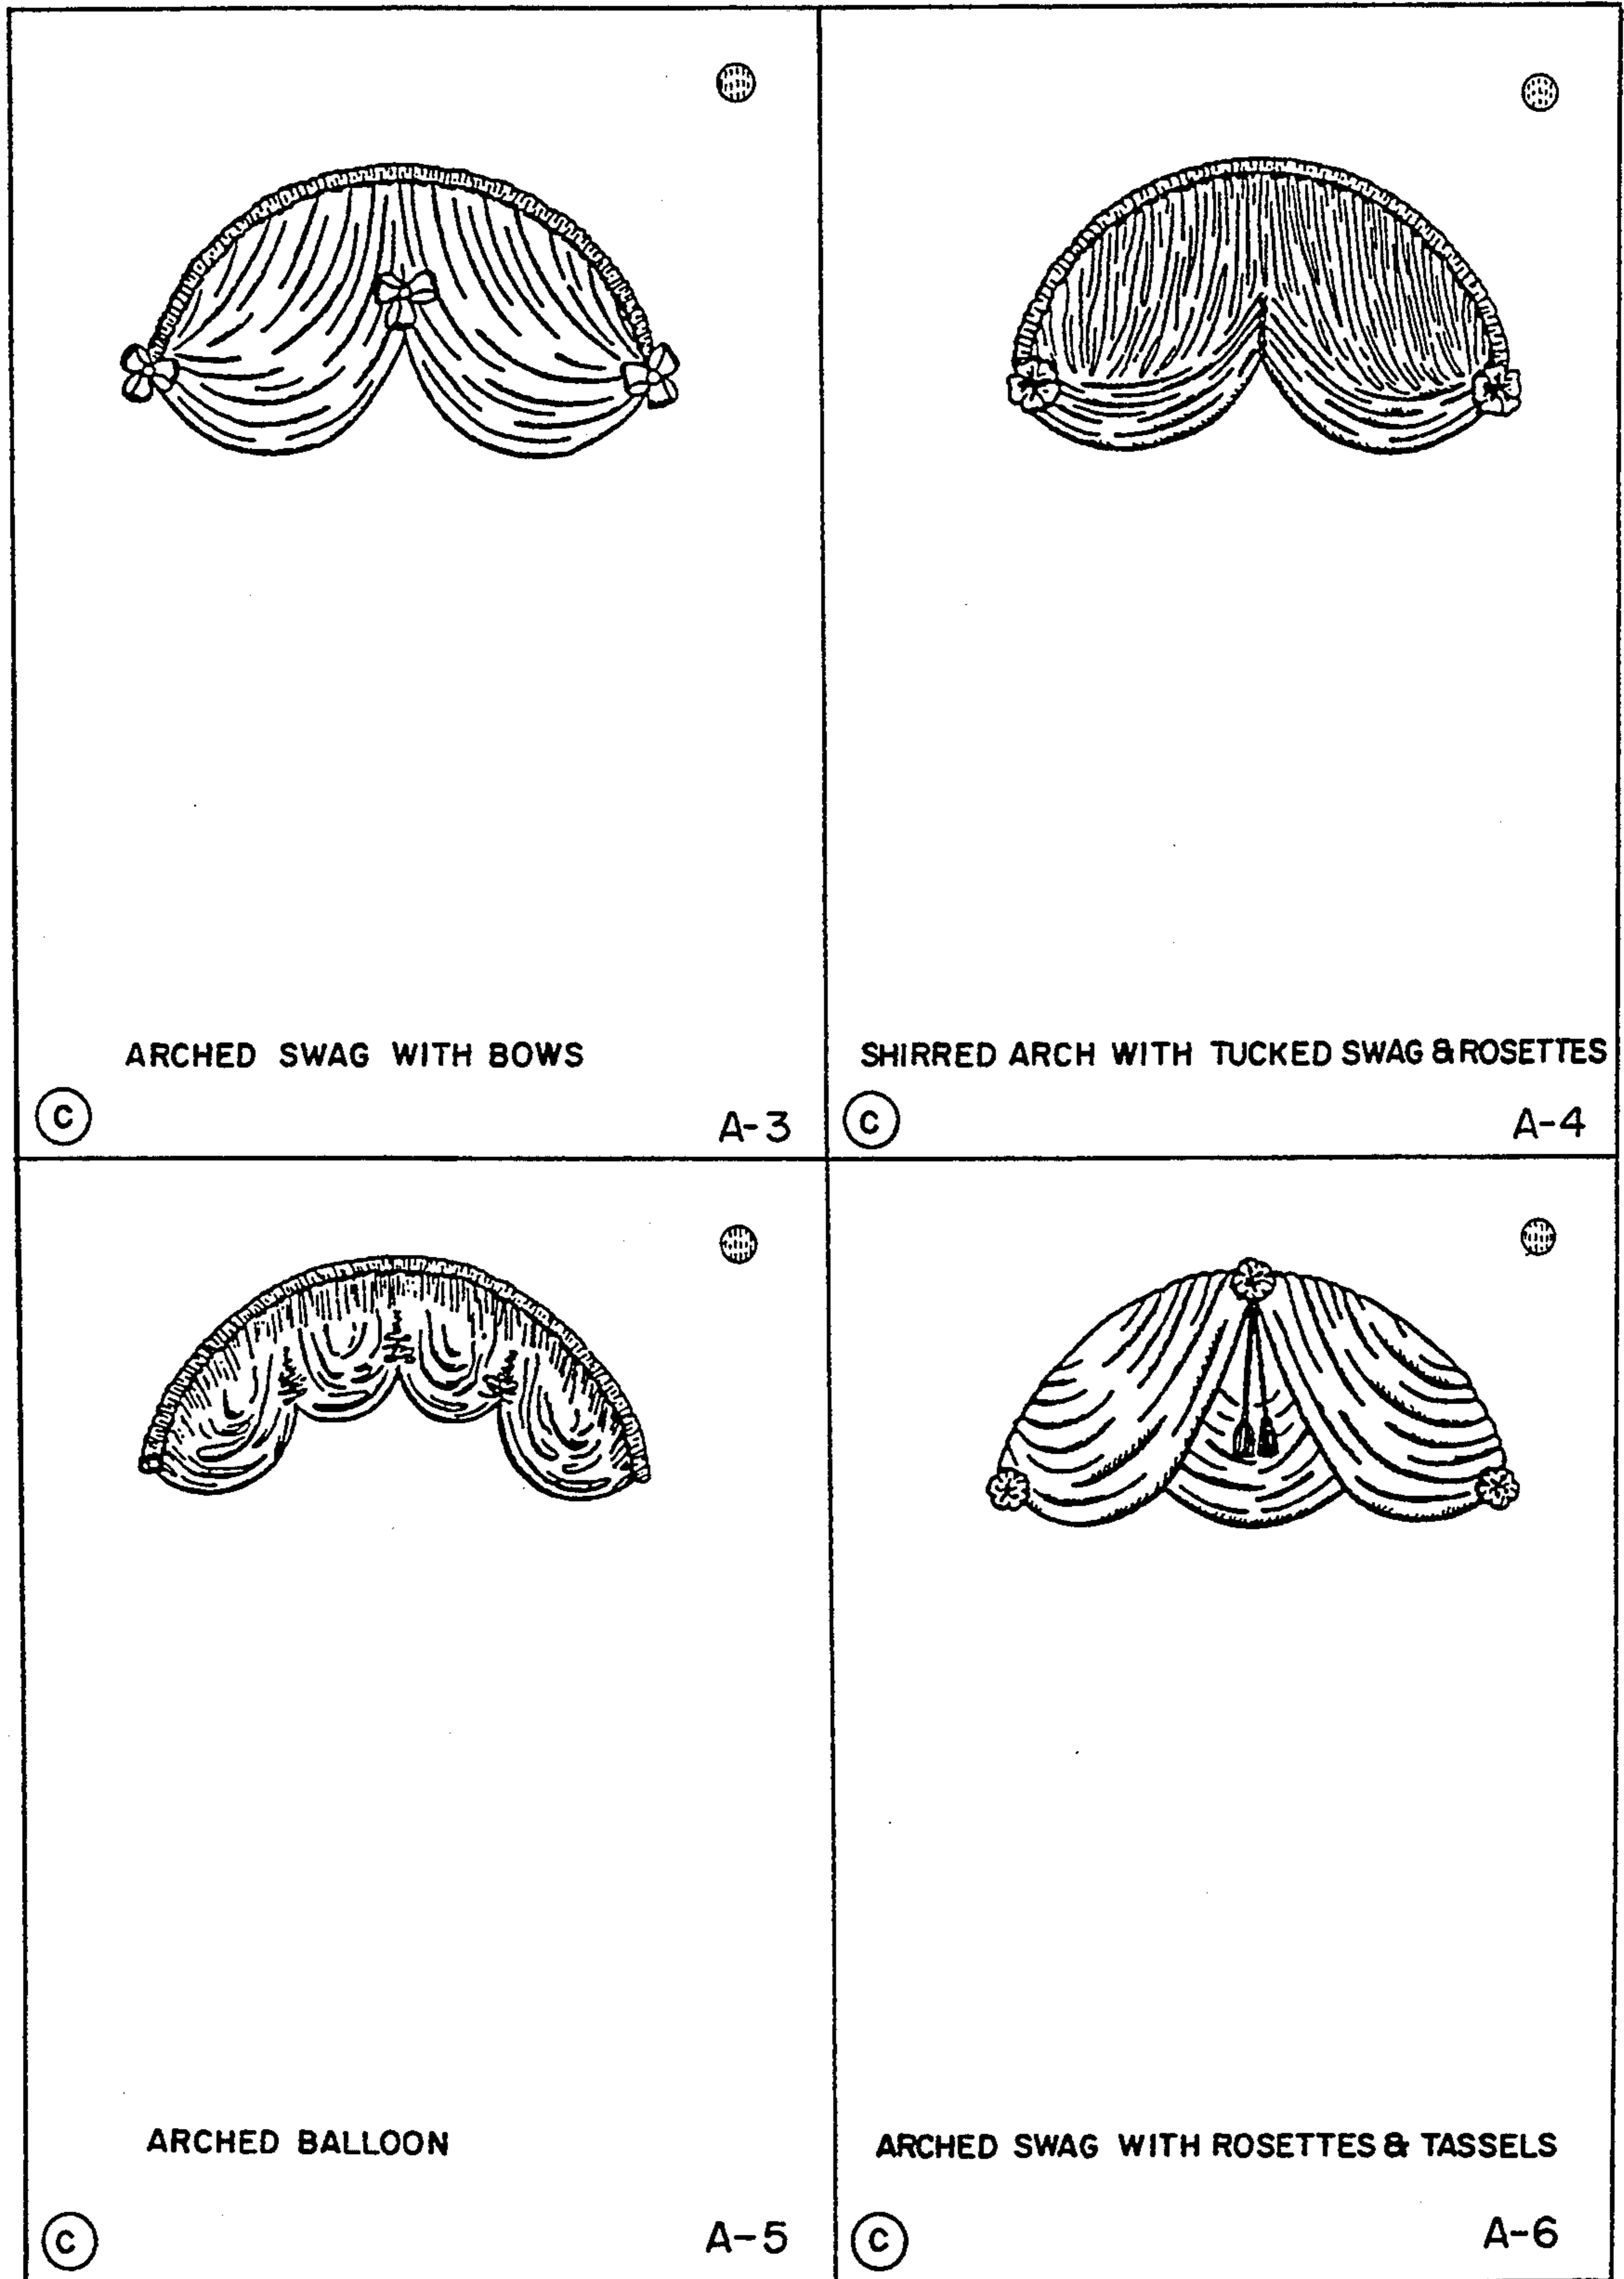 ARCHED SWAG WITH BOWS
C
A-3
SHIRRED ARCH WITH TUCKED SWAG & ROSETTES
C
A-4
ARCHED BALLOON
C
A-5
ARCHED SWAG WITH ROSETTES & TASSELS
C
A-6